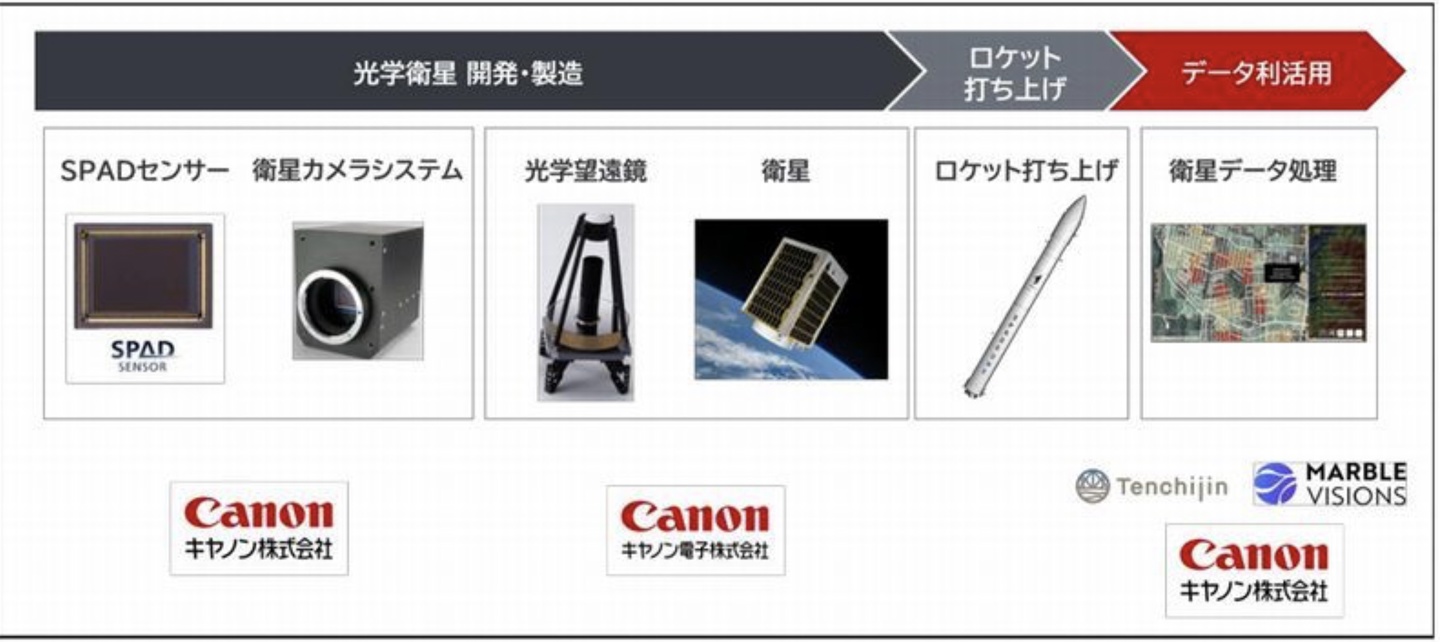 光学衛星 開発・製造
ロケット
打ち上げ
データ利活用
SPADセンサー
衛星カメラシステム
光学望遠鏡
衛星
ロケット打ち上げ
衛星データ処理
SPAD
SENSOR
Canon
キヤノン株式会社
Canon
キヤノン電子株式会社
Tenchijin
MARBLE
VISIONS
Canon
キヤノン株式会社